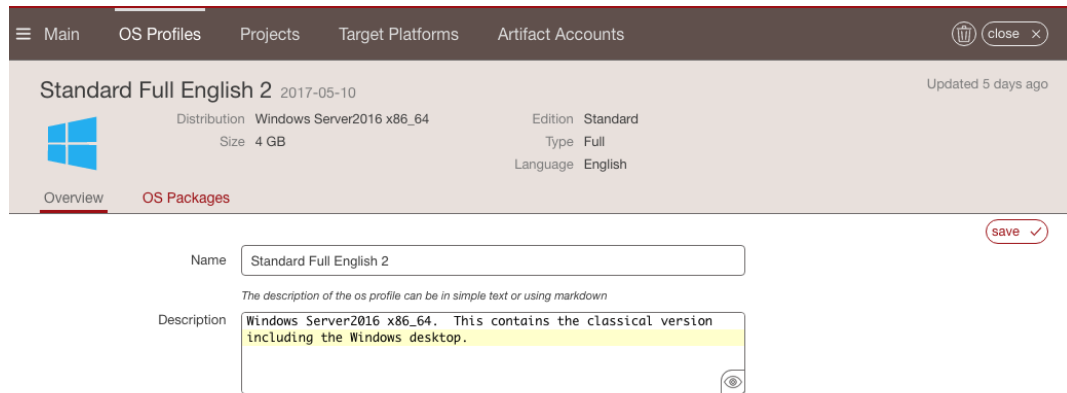 Main OS Profiles Projects Target Platforms Artifact Accounts close ×
Standard Full English 2 2017-05-10 Updated 5 days ago
Distribution Windows Server2016 x86_64 Edition Standard
Size 4 GB Type Full
Language English
Overview OS Packages
save ✓
Name Standard Full English 2
The description of the os profile can be in simple text or using markdown
Description Windows Server2016 x86_64. This contains the classical version
including the Windows desktop.